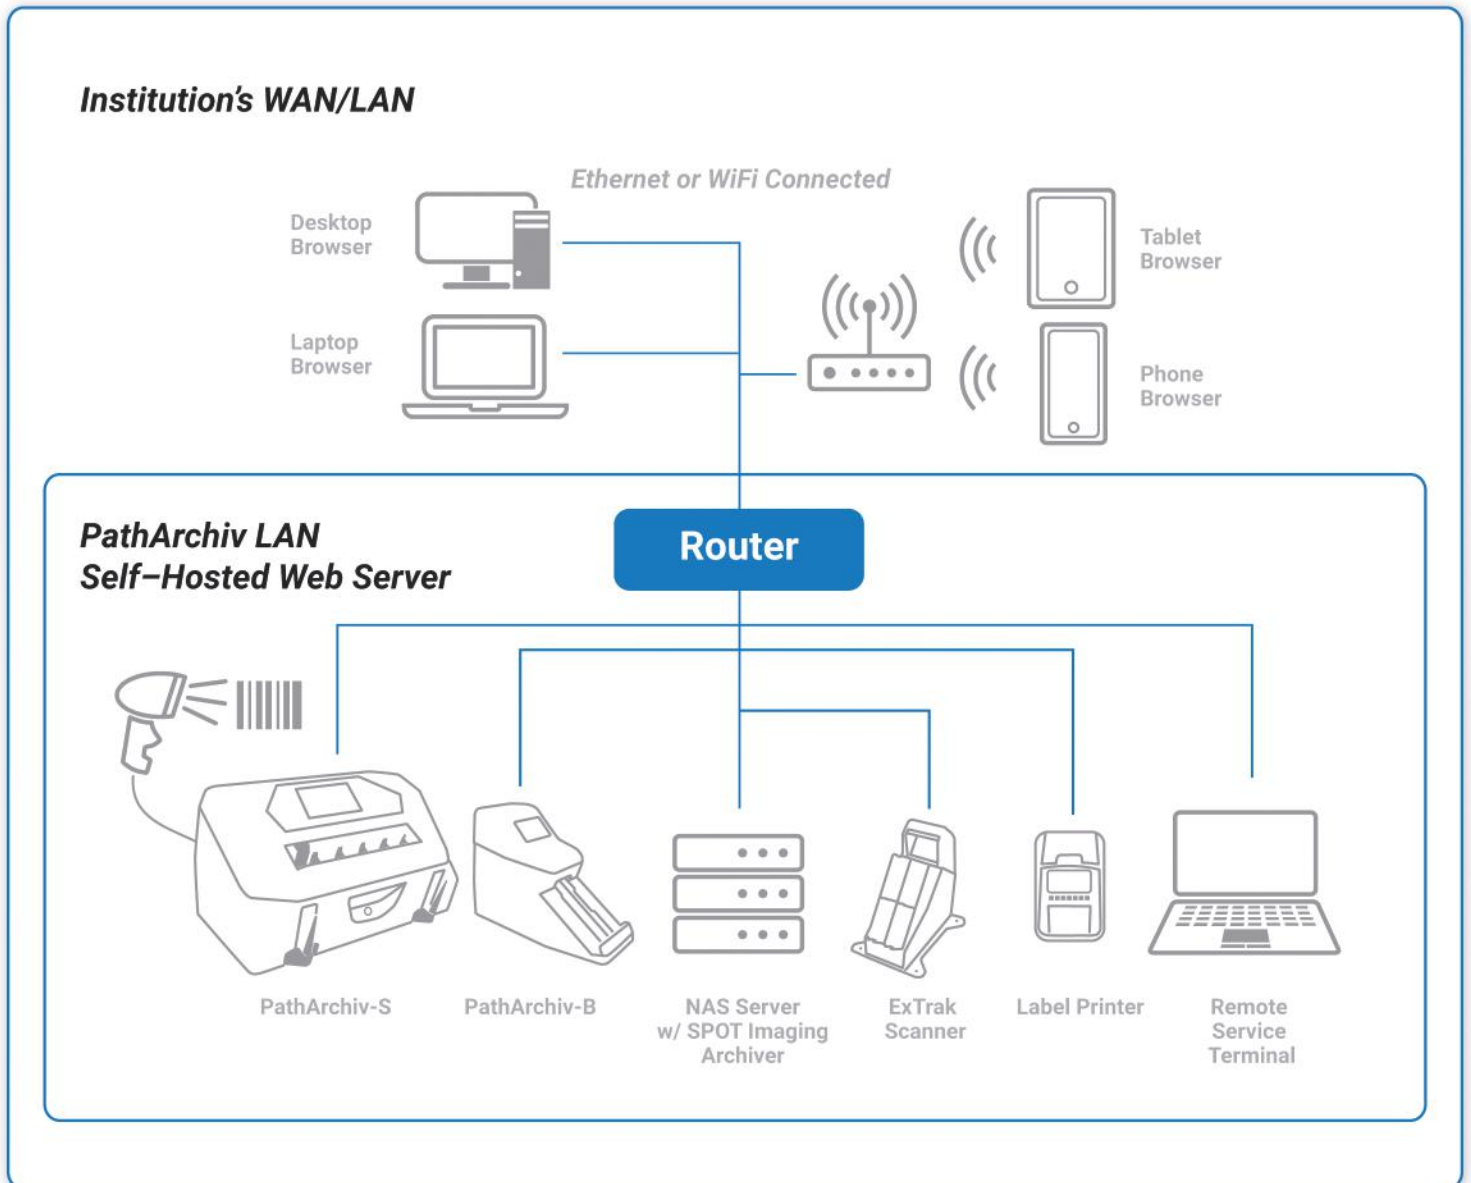 Institution's WAN/LAN
Ethernet or WiFi Connected
Desktop
Browser
Tablet
Browser
Laptop
Browser
Phone
Browser
PathArchiv LAN
Self–Hosted Web Server
Router
PathArchiv-S
PathArchiv-B
NAS Server
w/ SPOT Imaging
Archiver
ExTrak
Scanner
Label Printer
Remote
Service
Terminal